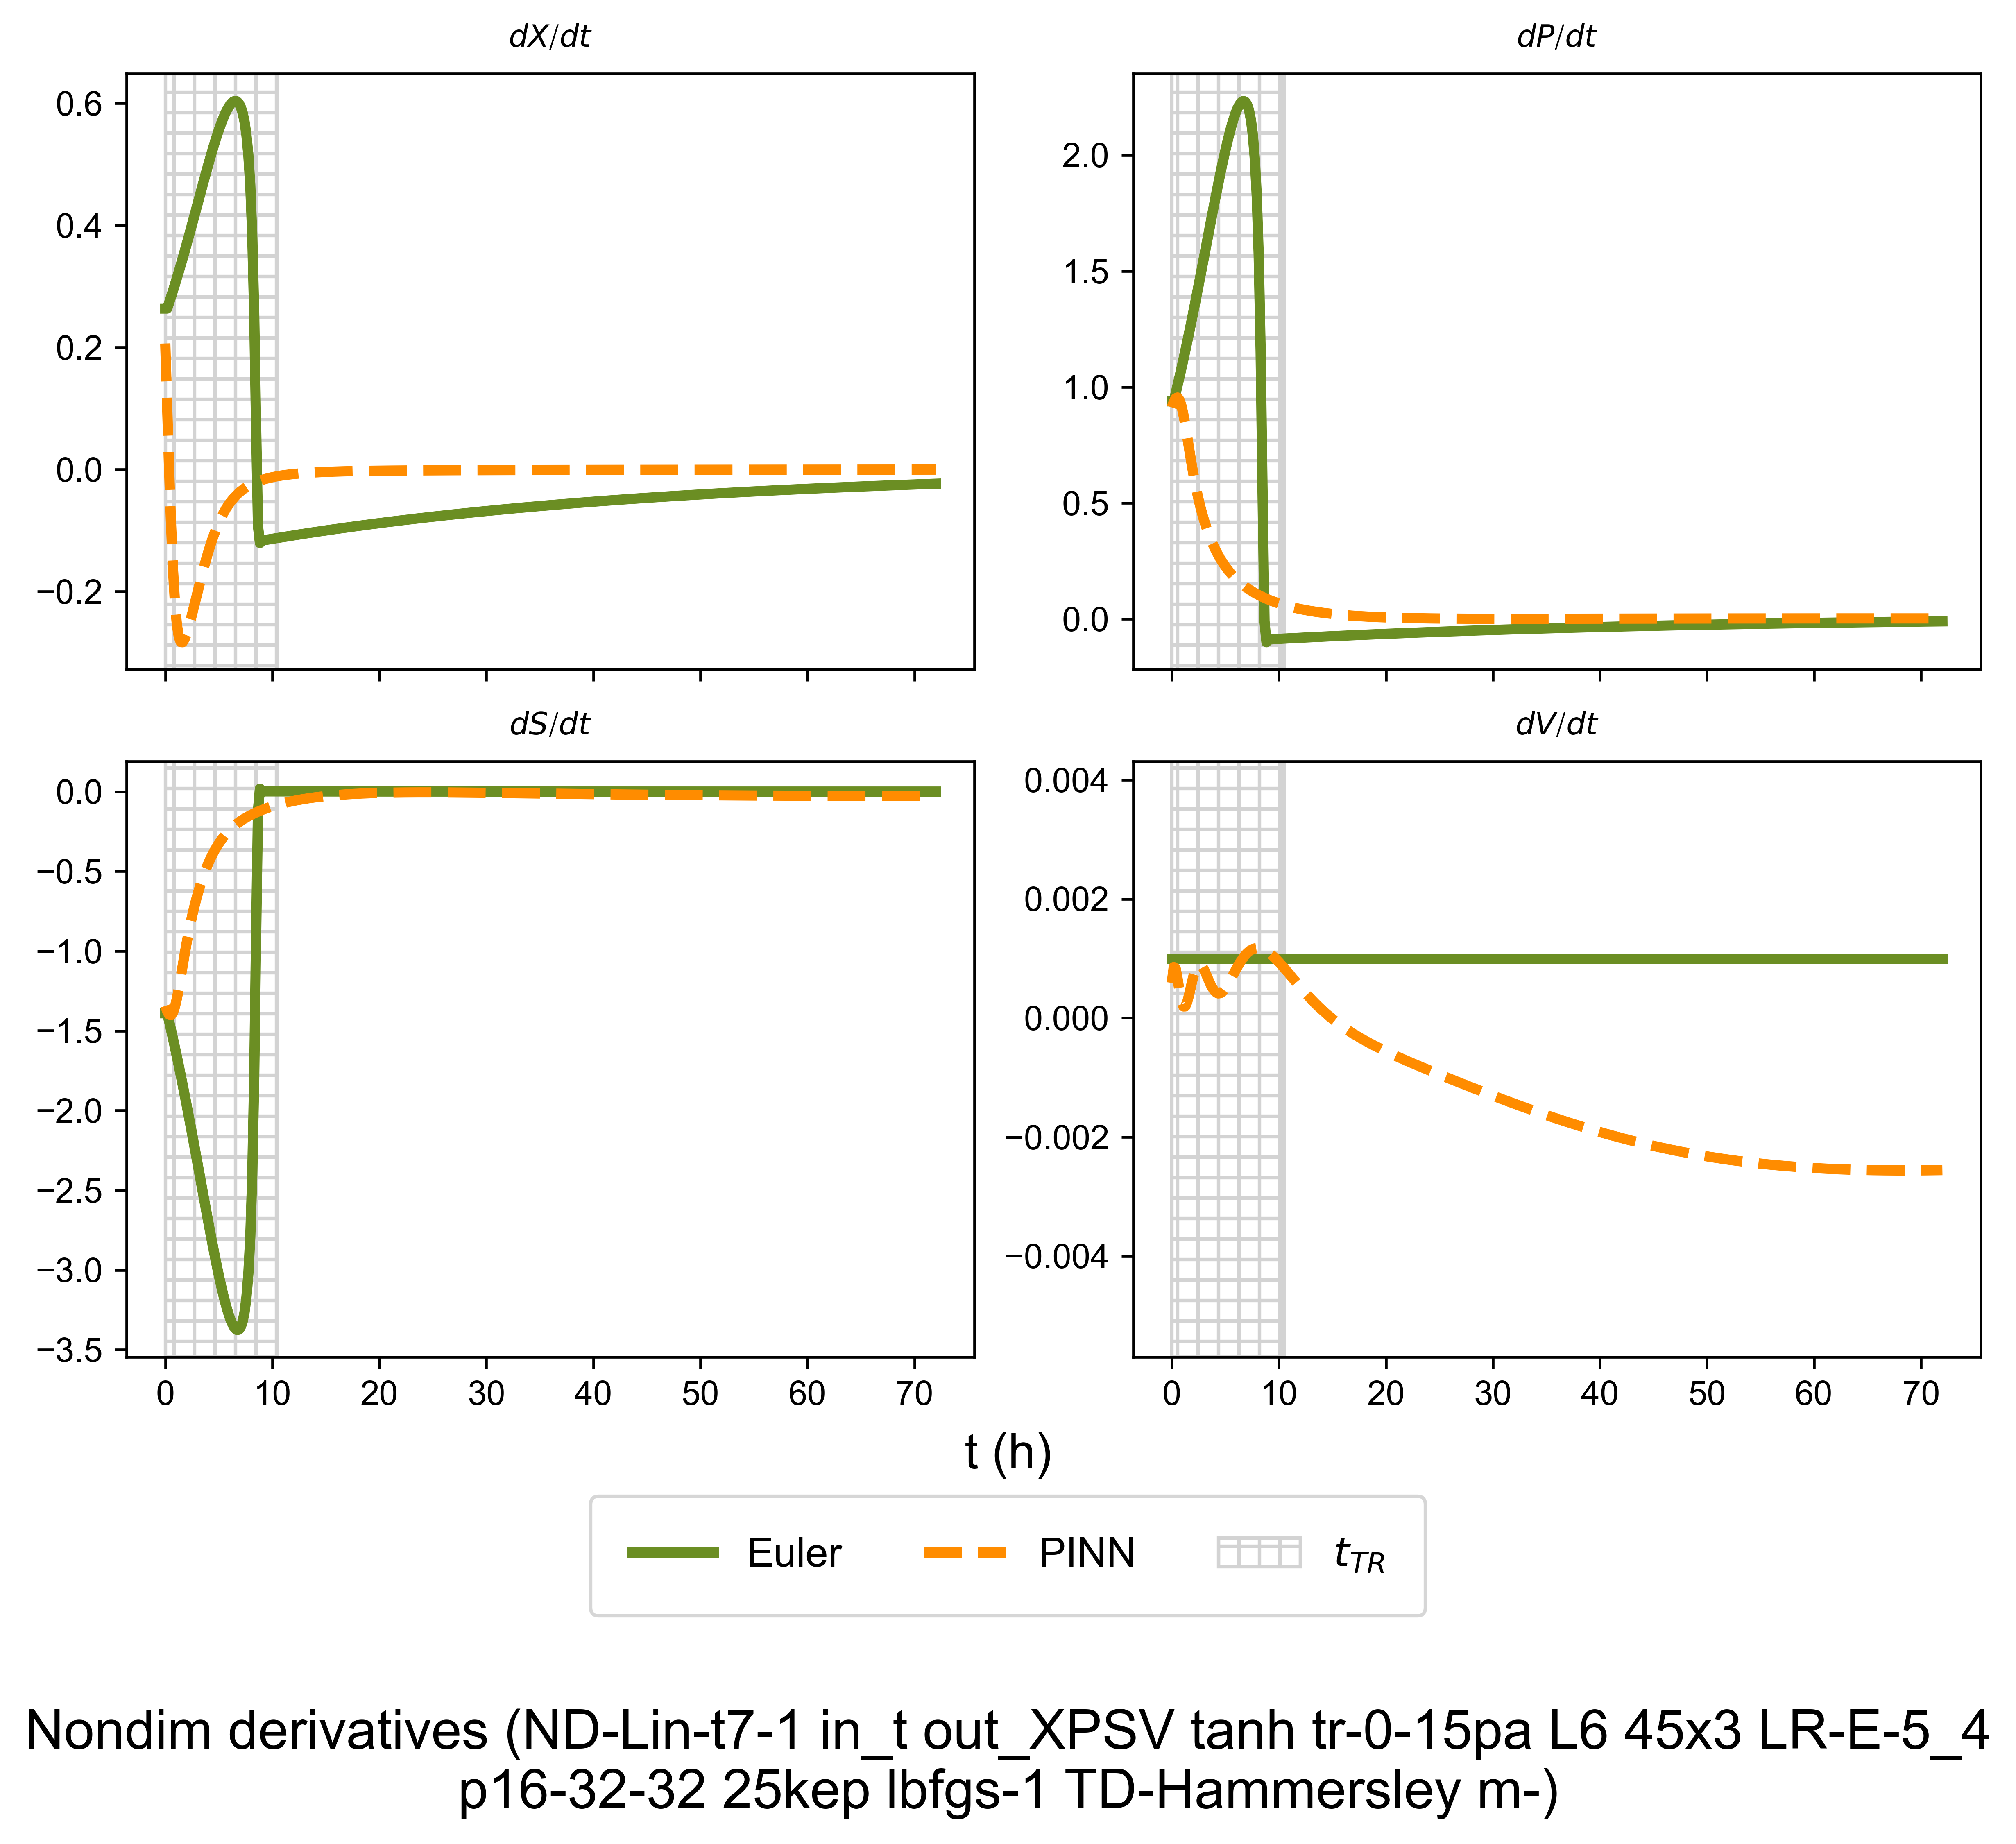 dX/dt
dP/dt
0.6
0.4
0.2
0.0
−0.2
2.0
1.5
1.0
0.5
0.0
dS/dt
dV/dt
0.0
−0.5
−1.0
−1.5
−2.0
−2.5
−3.0
−3.5
0.004
0.002
0.000
−0.002
−0.004
0 10 20 30 40 50 60 70
0 10 20 30 40 50 60 70
t (h)
Euler PINN t_TR
Nondim derivatives (ND-Lin-t7-1 in_t out_XPSV tanh tr-0-15pa L6 45x3 LR-E-5_4
p16-32-32 25kep lbfgs-1 TD-Hammersley m-)